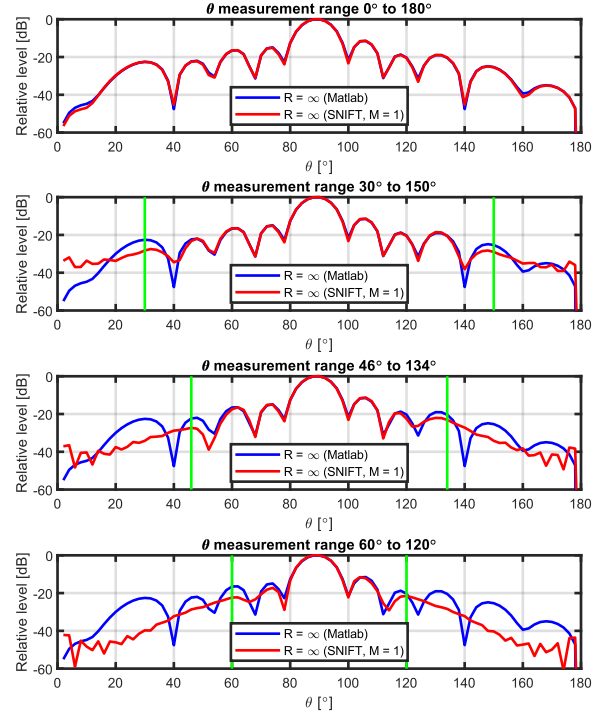 θ measurement range 0° to 180°
Relative level [dB]
0
-20
-40
-60
R = ∞ (Matlab)
R = ∞ (SNIFT, M = 1)
0 20 40 60 80 100 120 140 160 180
θ [°]
θ measurement range 30° to 150°
Relative level [dB]
0
-20
-40
-60
R = ∞ (Matlab)
R = ∞ (SNIFT, M = 1)
0 20 40 60 80 100 120 140 160 180
θ [°]
θ measurement range 46° to 134°
Relative level [dB]
0
-20
-40
-60
R = ∞ (Matlab)
R = ∞ (SNIFT, M = 1)
0 20 40 60 80 100 120 140 160 180
θ [°]
θ measurement range 60° to 120°
Relative level [dB]
0
-20
-40
-60
R = ∞ (Matlab)
R = ∞ (SNIFT, M = 1)
0 20 40 60 80 100 120 140 160 180
θ [°]